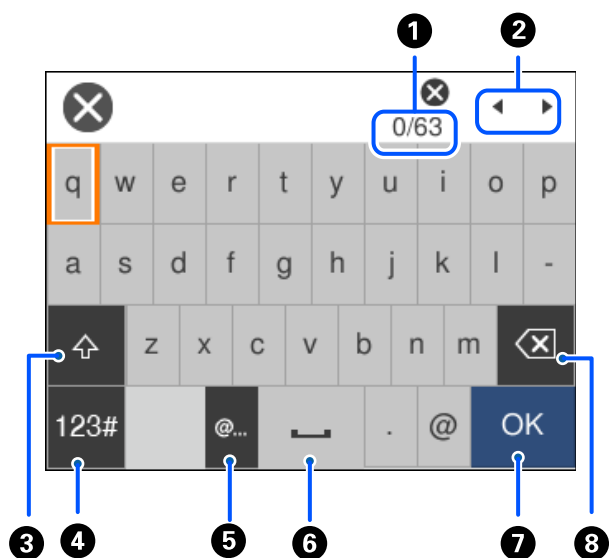 1 2
0/63
q w e r t y u i o p
a s d f g h j k l -
z x c v b n m
123# @... . @ OK
3 4 5 6 7 8